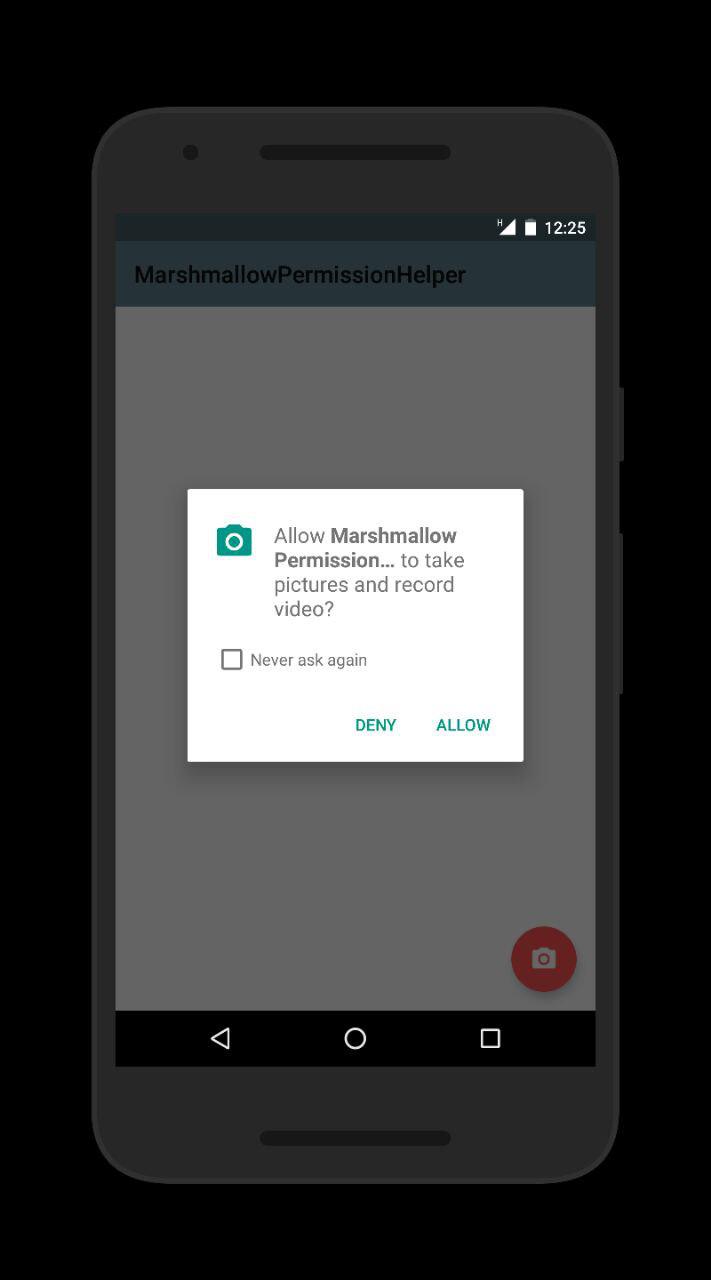 H 12:25
MarshmallowPermissionHelper
Allow Marshmallow
Permission... to take
pictures and record
video?
Never ask again
DENY ALLOW